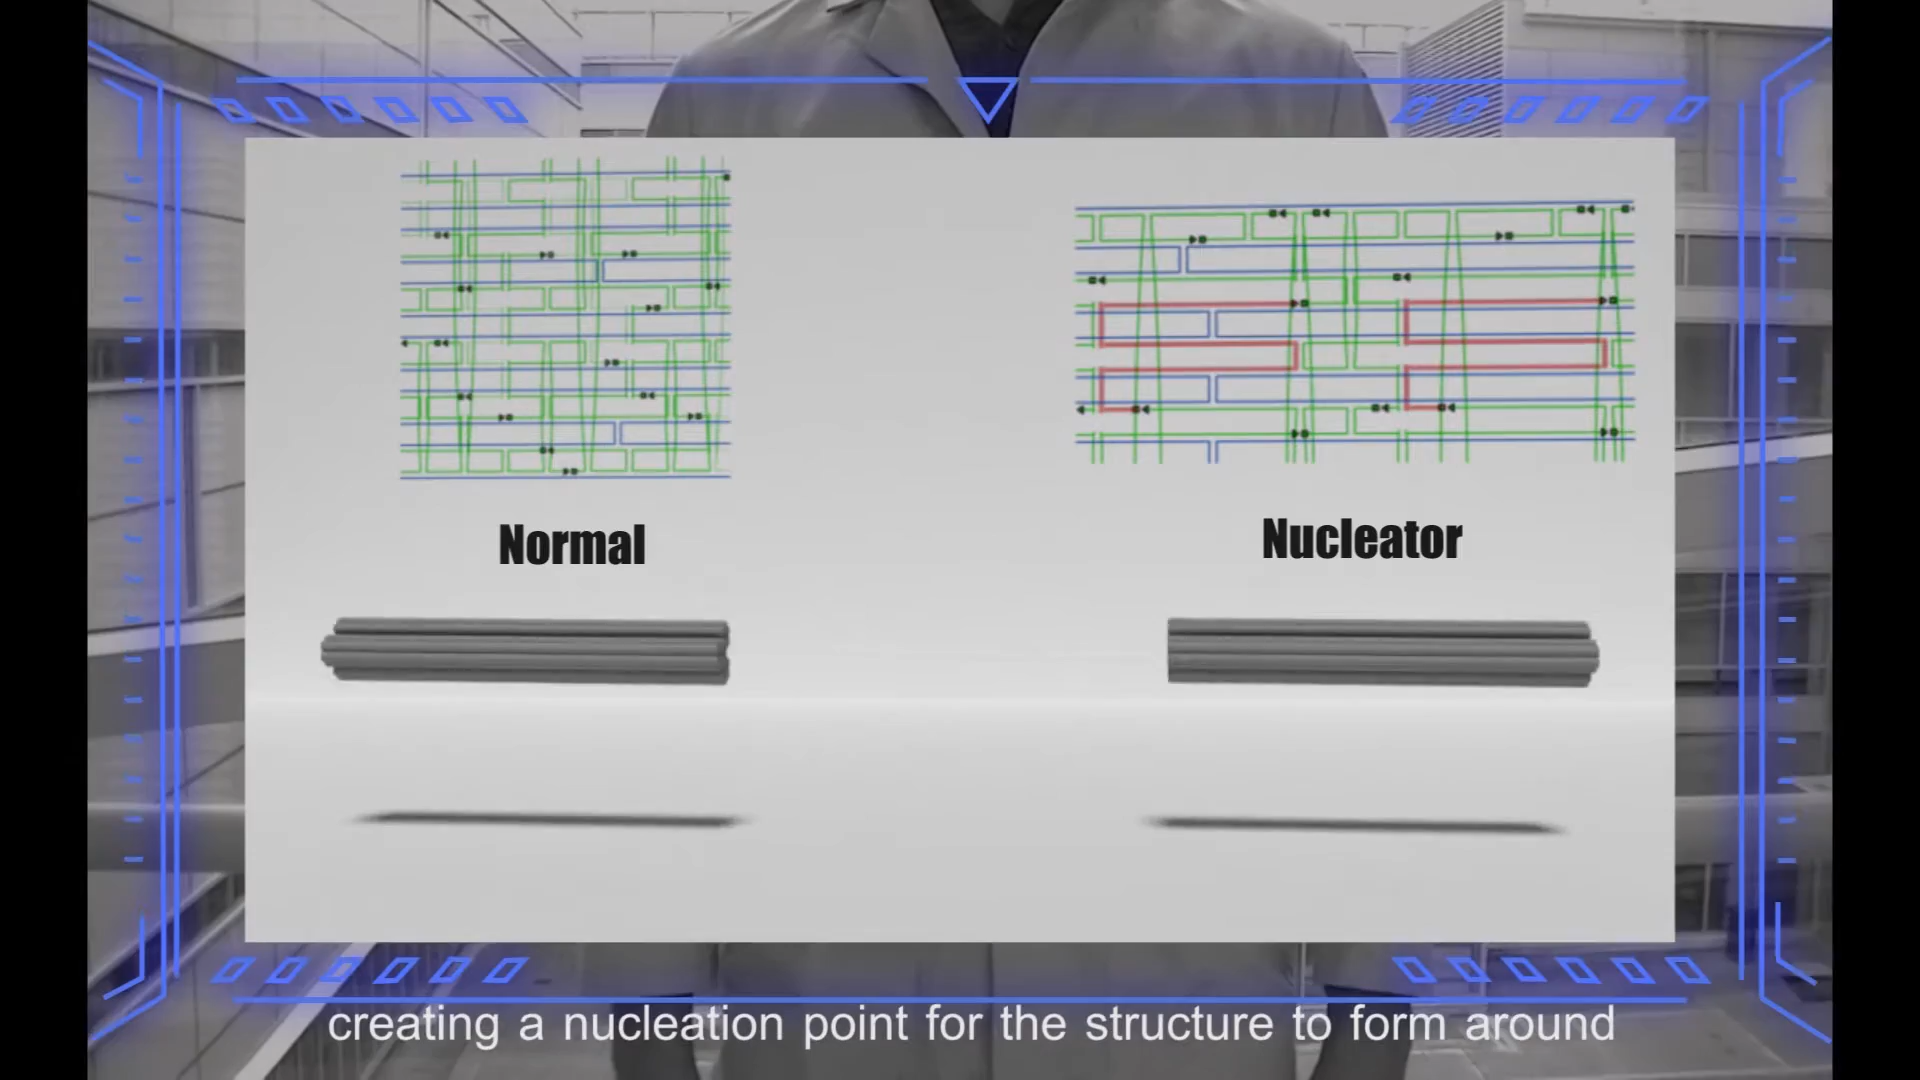 Normal
Nucleator
creating a nucleation point for the structure to form around